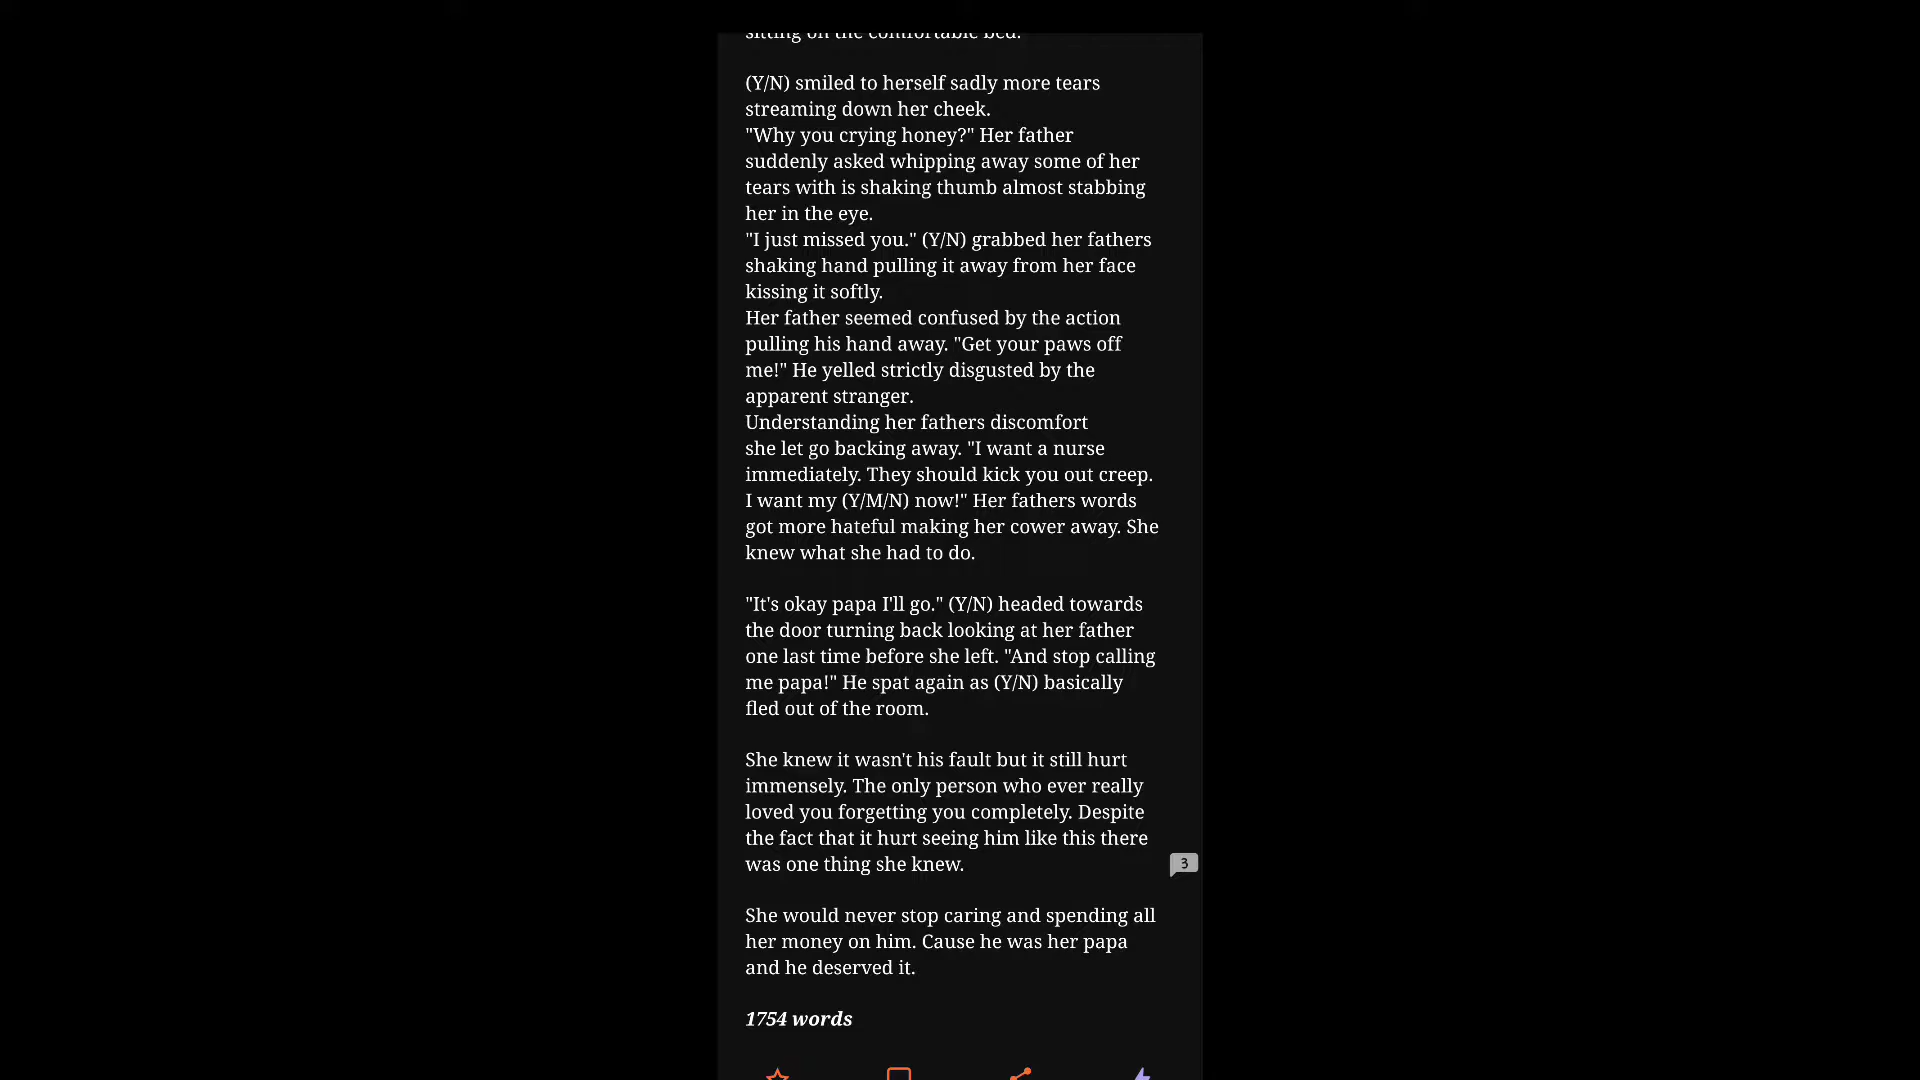 sitting on the comfortable bed.
(Y/N) smiled to herself sadly more tears
streaming down her cheek.
"Why you crying honey?" Her father
suddenly asked whipping away some of her
tears with is shaking thumb almost stabbing
her in the eye.
"I just missed you." (Y/N) grabbed her fathers
shaking hand pulling it away from her face
kissing it softly.
Her father seemed confused by the action
pulling his hand away. "Get your paws off
me!" He yelled strictly disgusted by the
apparent stranger.
Understanding her fathers discomfort
she let go backing away. "I want a nurse
immediately. They should kick you out creep.
I want my (Y/M/N) now!" Her fathers words
got more hateful making her cower away. She
knew what she had to do.
"It's okay papa I'll go." (Y/N) headed towards
the door turning back looking at her father
one last time before she left. "And stop calling
me papa!" He spat again as (Y/N) basically
fled out of the room.
She knew it wasn't his fault but it still hurt
immensely. The only person who ever really
loved you forgetting you completely. Despite
the fact that it hurt seeing him like this there
was one thing she knew.
3
She would never stop caring and spending all
her money on him. Cause he was her papa
and he deserved it.
1754 words